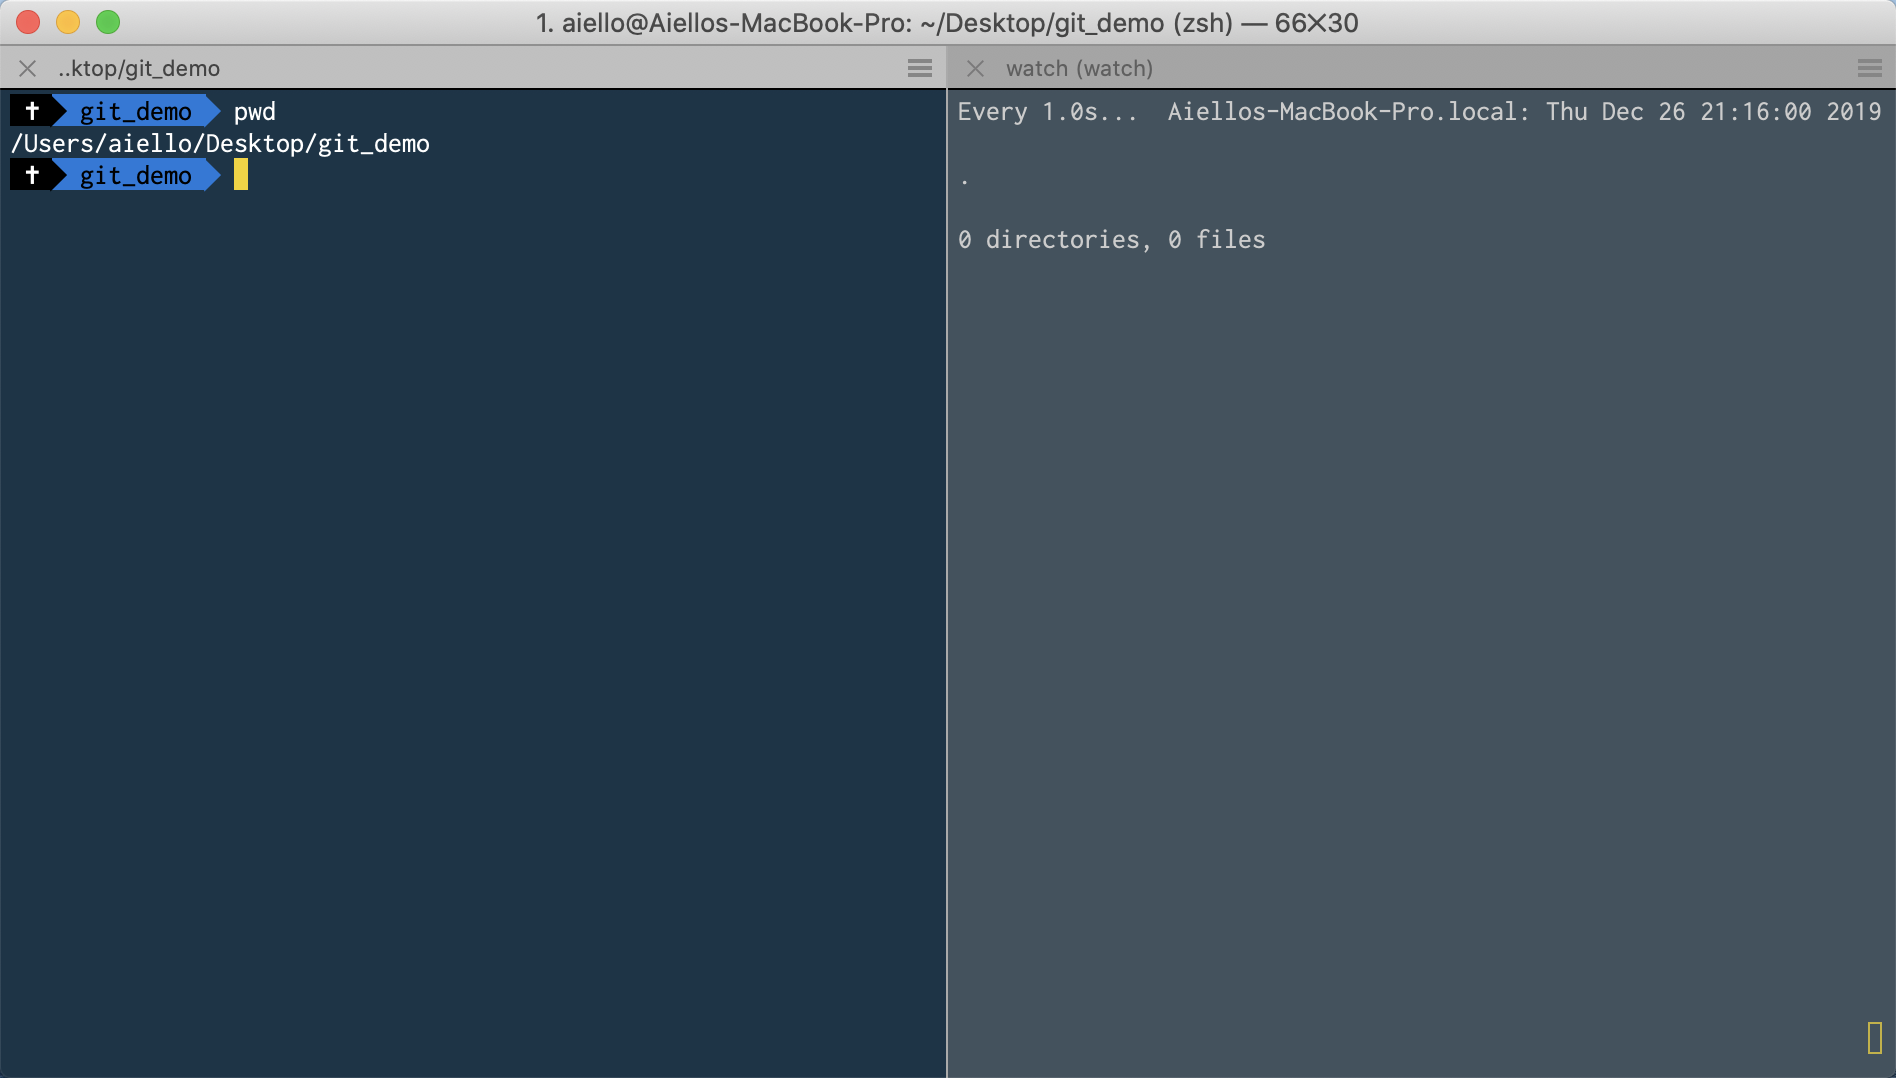 1. aiello@Aiellos-MacBook-Pro: ~/Desktop/git_demo (zsh) — 66✕30
..ktop/git_demo
✝ git_demo pwd
/Users/aiello/Desktop/git_demo
✝ git_demo
watch (watch)
Every 1.0s... Aiellos-MacBook-Pro.local: Thu Dec 26 21:16:00 2019
.
0 directories, 0 files